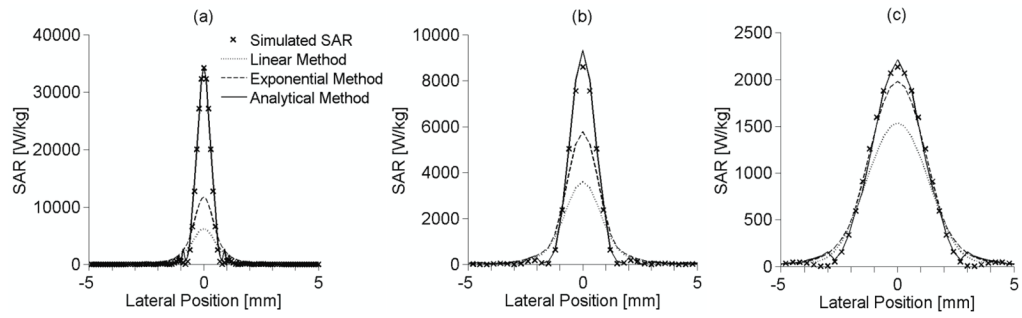 (a)
SAR [W/kg]
40000
30000
20000
10000
0
-5
0
5
Lateral Position [mm]
Simulated SAR
Linear Method
Exponential Method
Analytical Method
(b)
SAR [W/kg]
10000
8000
6000
4000
2000
0
-5
0
5
Lateral Position [mm]
(c)
SAR [W/kg]
2500
2000
1500
1000
500
0
-5
0
5
Lateral Position [mm]